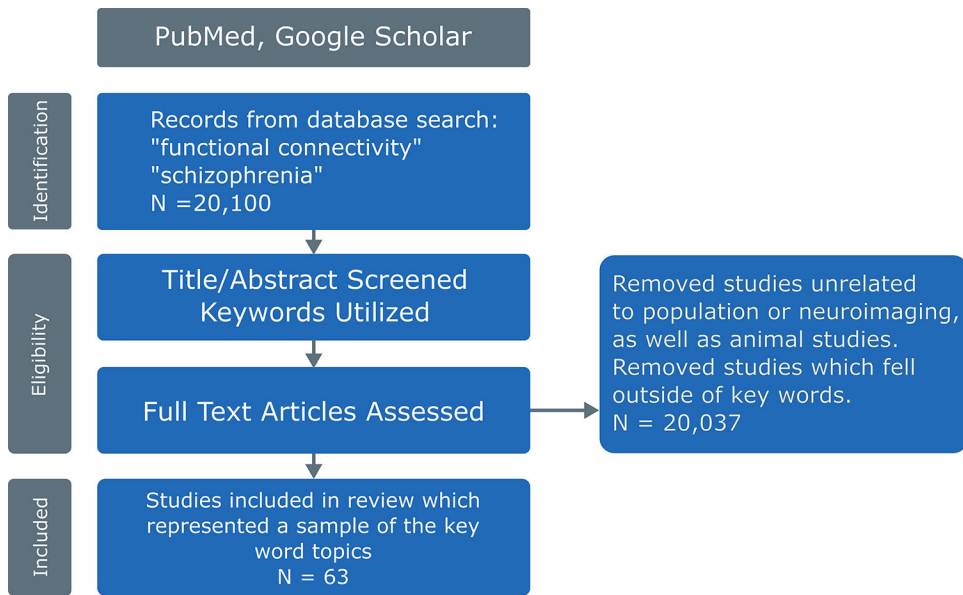 PubMed, Google Scholar
Identification
Records from database search:
"functional connectivity"
"schizophrenia"
N =20,100
Eligibility
Title/Abstract Screened
Keywords Utilized
Full Text Articles Assessed
Removed studies unrelated
to population or neuroimaging,
as well as animal studies.
Removed studies which fell
outside of key words.
N = 20,037
Included
Studies included in review which
represented a sample of the key
word topics
N = 63